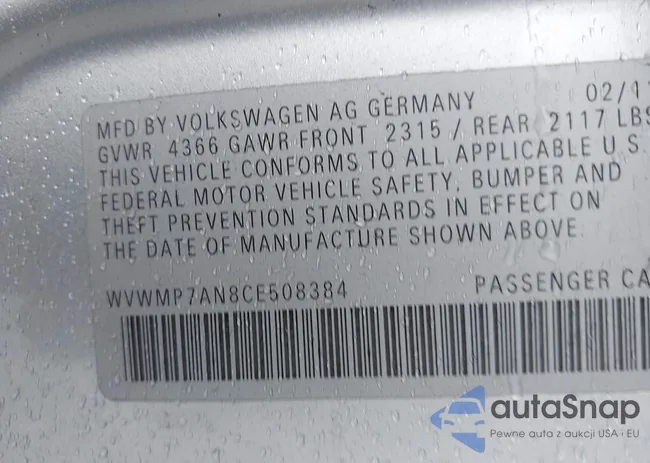 MFD BY VOLKSWAGEN AG GERMANY 02/1
GVWR 4366 GAWR FRONT 2315 / REAR 2117 LBS
THIS VEHICLE CONFORMS TO ALL APPLICABLE U.S.
FEDERAL MOTOR VEHICLE SAFETY, BUMPER AND
THEFT PREVENTION STANDARDS IN EFFECT ON
THE DATE OF MANUFACTURE SHOWN ABOVE.
WVWMP7AN8CE508384 PASSENGER CA
autaSnap
Pewne auta z aukcji USA i EU